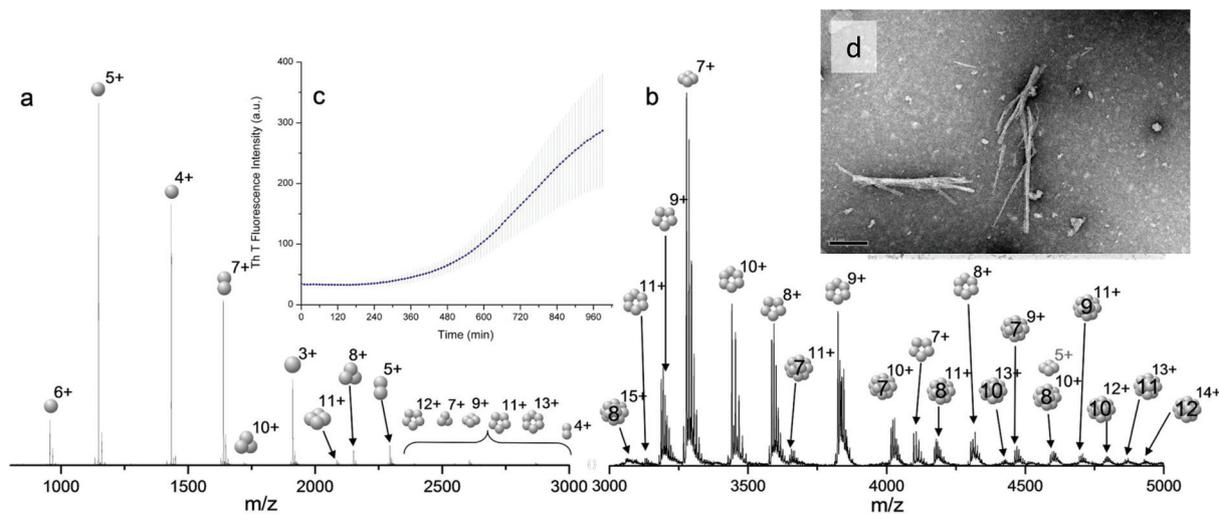 a
6+
5+
4+
7+
10+
3+
11+
8+
5+
12+ 7+ 9+ 11+ 13+ 4+
1000 1500 2000 2500 3000
m/z
c
Th T Fluorescence Intensity (a.u.)
400
300
200
100
0
0 120 240 360 480 600 720 840 960
Time (min)
b
8 15+
11+
9+
7+
10+
8+
7 11+
9+
7 10+
7+
8 11+
8+
10 13+
7 9+
5+
8 10+
9 11+
10 12+
11 13+
12 14+
3000 3500 4000 4500 5000
m/z
d